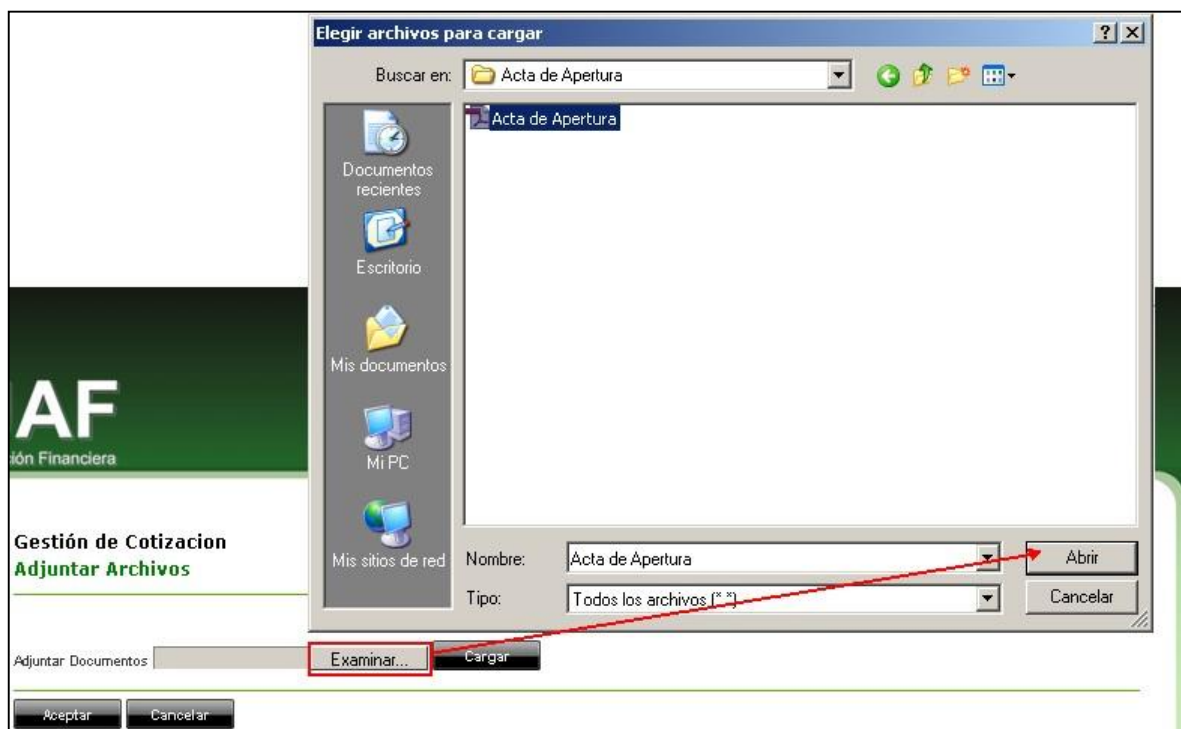 Elegir archivos para cargar
Buscar en: Acta de Apertura
Acta de Apertura
Documentos
recientes
Escritorio
Mis documentos
Mi PC
Mis sitios de red
Nombre: Acta de Apertura Abrir
Tipo: Todos los archivos (*.*) Cancelar
AF
ión Financiera
Gestión de Cotizacion
Adjuntar Archivos
Adjuntar Documentos Examinar... Cargar
Aceptar Cancelar